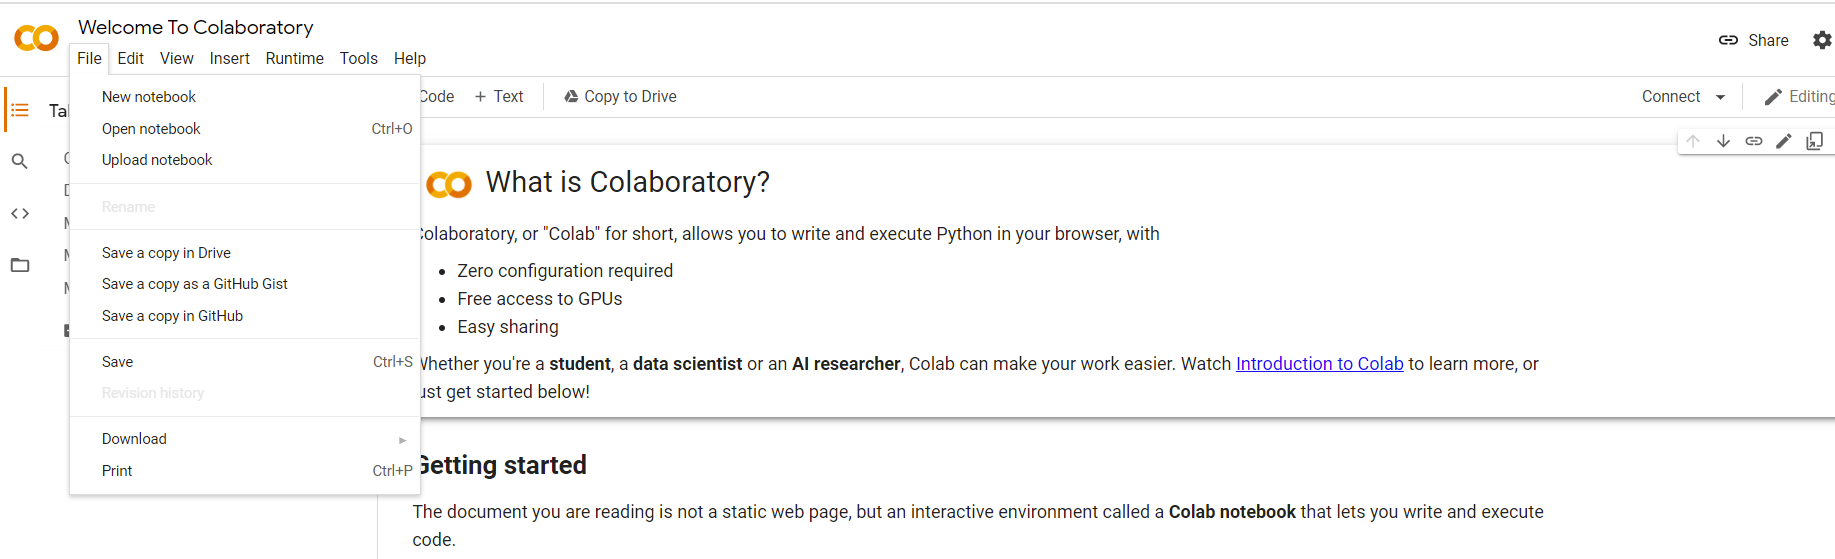 Welcome To Colaboratory
File Edit View Insert Runtime Tools Help
Share
New notebook
Open notebook Ctrl+O
Upload notebook
Rename
Save a copy in Drive
Save a copy as a GitHub Gist
Save a copy in GitHub
Save Ctrl+S
Revision history
Download
Print Ctrl+P
Code + Text Copy to Drive
Connect Editing
What is Colaboratory?
Colaboratory, or "Colab" for short, allows you to write and execute Python in your browser, with
• Zero configuration required
• Free access to GPUs
• Easy sharing
Whether you're a student, a data scientist or an AI researcher, Colab can make your work easier. Watch Introduction to Colab to learn more, or
just get started below!
Getting started
The document you are reading is not a static web page, but an interactive environment called a Colab notebook that lets you write and execute
code.